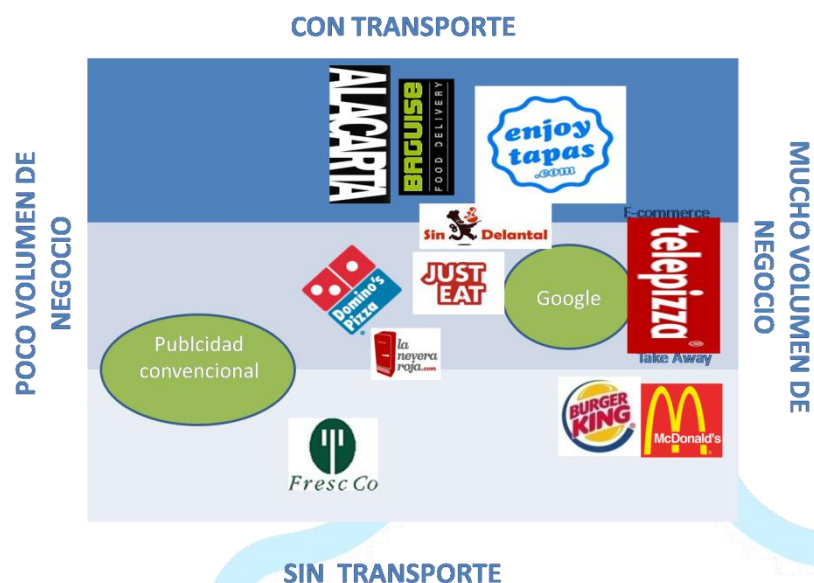 CON TRANSPORTE
POCO VOLUMEN DE
NEGOCIO
ALACARTA
BAGUISE
FOOD DELIVERY
enjoy
tapas
.com
E-commerce
Sin Delantal
Domino's
Pizza
JUST
EAT
Google
telepizza
Publcidad
convencional
la
nevera
roja.com
Take Away
BURGER
KING
McDonald's
Fresc Co
MUCHO VOLUMEN DE
NEGOCIO
SIN TRANSPORTE